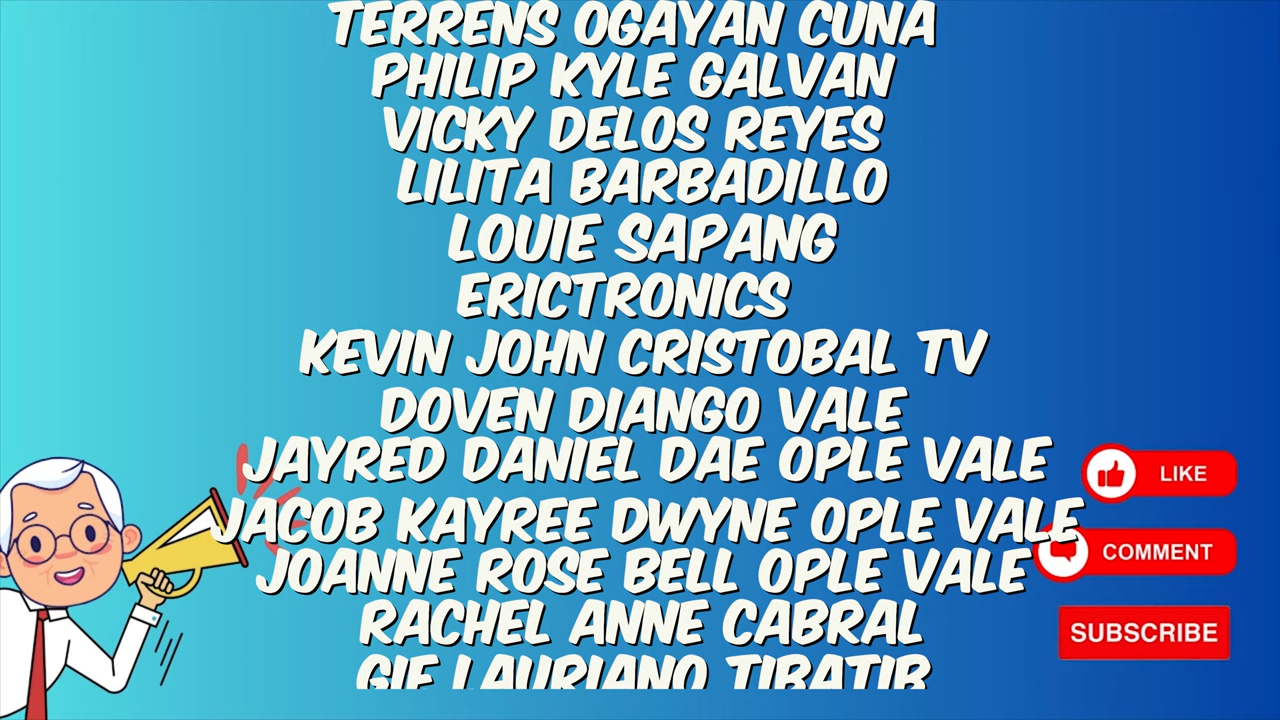 TERRENS OGAYAN CUNA
PHILIP KYLE GALVAN
VICKY DELOS REYES
LILITA BARBADILLO
LOUIE SAPANG
ERICTRONICS
KEVIN JOHN CRISTOBAL TV
DOVEN DIANGO VALE
JAYRED DANIEL DAE OPLE VALE
JACOB KAYREE DWYNE OPLE VALE
JOANNE ROSE BELL OPLE VALE
RACHEL ANNE CABRAL
LAURIANO TIBATIB
LIKE
COMMENT
SUBSCRIBE